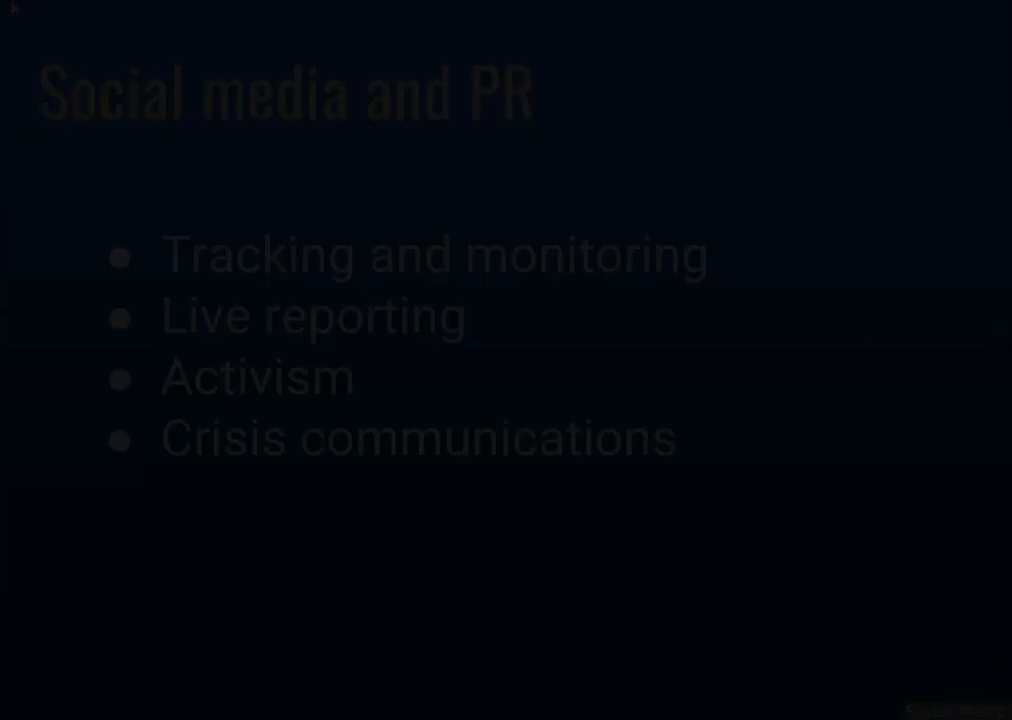 Social media and PR
● Tracking and monitoring
● Live reporting
● Activism
● Crisis communications